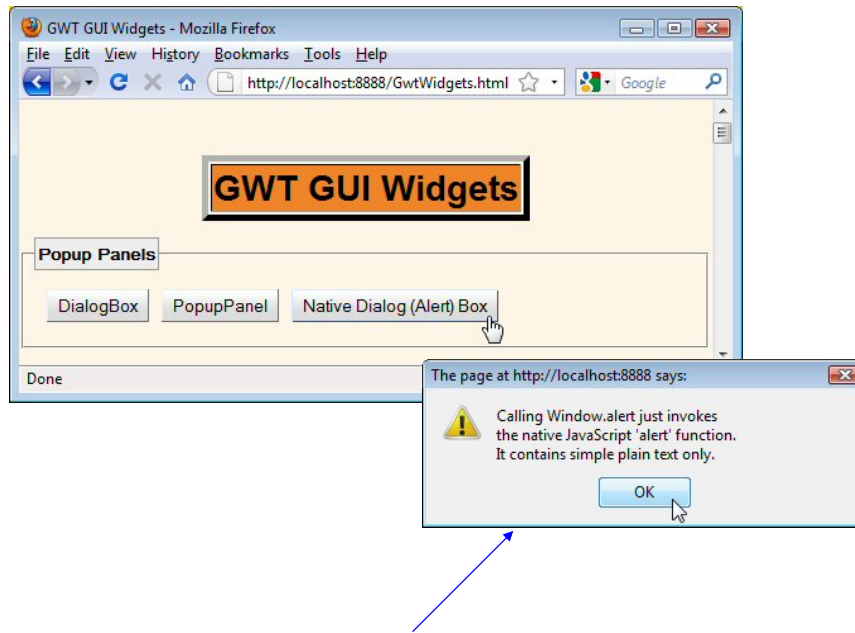 GWT GUI Widgets - Mozilla Firefox
File Edit View History Bookmarks Tools Help
http://localhost:8888/GwtWidgets.html
Google
GWT GUI Widgets
Popup Panels
DialogBox
PopupPanel
Native Dialog (Alert) Box
Done
The page at http://localhost:8888 says:
Calling Window.alert just invokes
the native JavaScript 'alert' function.
It contains simple plain text only.
OK